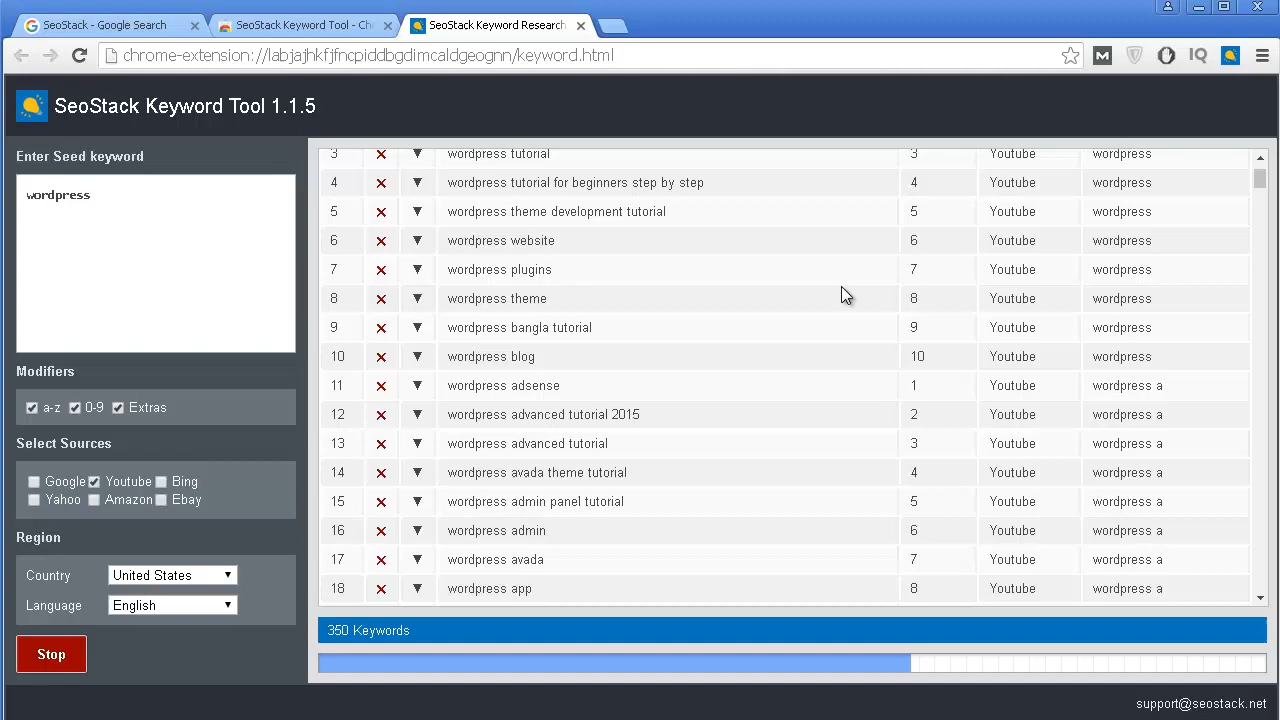 SeoStack - Google Search
SeoStack Keyword Tool - Ch
SeoStack Keyword Research
chrome-extension://labjajhkfjfncpiddbgdimcaldgeognn/keyword.html
M
IQ
SeoStack Keyword Tool 1.1.5
Enter Seed keyword
wordpress
Modifiers
a-z 0-9 Extras
Select Sources
Google Youtube Bing
Yahoo Amazon Ebay
Region
Country United States
Language English
Stop
3 wordpress tutorial 3 Youtube wordpress
4 wordpress tutorial for beginners step by step 4 Youtube wordpress
5 wordpress theme development tutorial 5 Youtube wordpress
6 wordpress website 6 Youtube wordpress
7 wordpress plugins 7 Youtube wordpress
8 wordpress theme 8 Youtube wordpress
9 wordpress bangla tutorial 9 Youtube wordpress
10 wordpress blog 10 Youtube wordpress
11 wordpress adsense 1 Youtube wordpress a
12 wordpress advanced tutorial 2015 2 Youtube wordpress a
13 wordpress advanced tutorial 3 Youtube wordpress a
14 wordpress avada theme tutorial 4 Youtube wordpress a
15 wordpress admin panel tutorial 5 Youtube wordpress a
16 wordpress admin 6 Youtube wordpress a
17 wordpress avada 7 Youtube wordpress a
18 wordpress app 8 Youtube wordpress a
350 Keywords
support@seostack.net